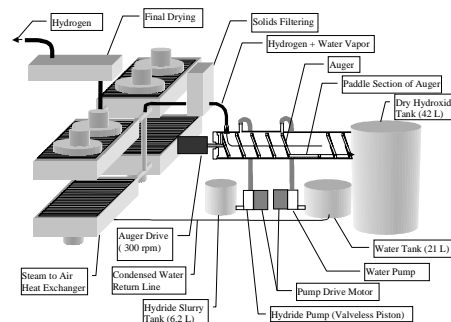 Hydrogen
Final Drying
Solids Filtering
Hydrogen + Water Vapor
Auger
Paddle Section of Auger
Dry Hydroxide
Tank (42 L)
Auger Drive
( 300 rpm)
Water Tank (21 L)
Steam to Air
Heat Exchanger
Condensed Water
Return Line
Water Pump
Pump Drive Motor
Hydride Slurry
Tank (6.2 L)
Hydride Pump (Valveless Piston)